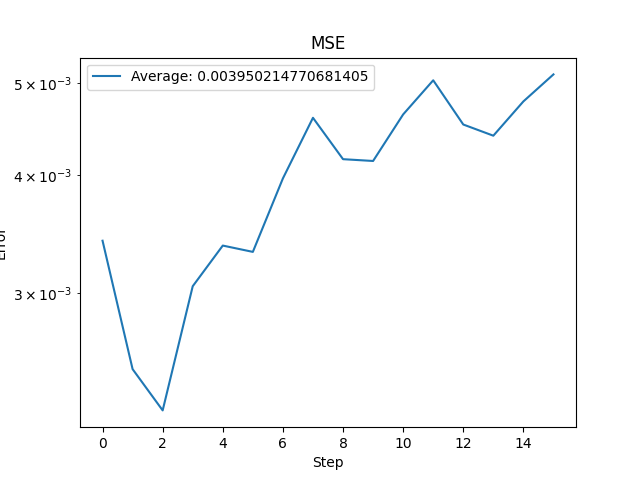 MSE
Average: 0.003950214770681405
5 × 10⁻³
4 × 10⁻³
3 × 10⁻³
Error
0 2 4 6 8 10 12 14
Step